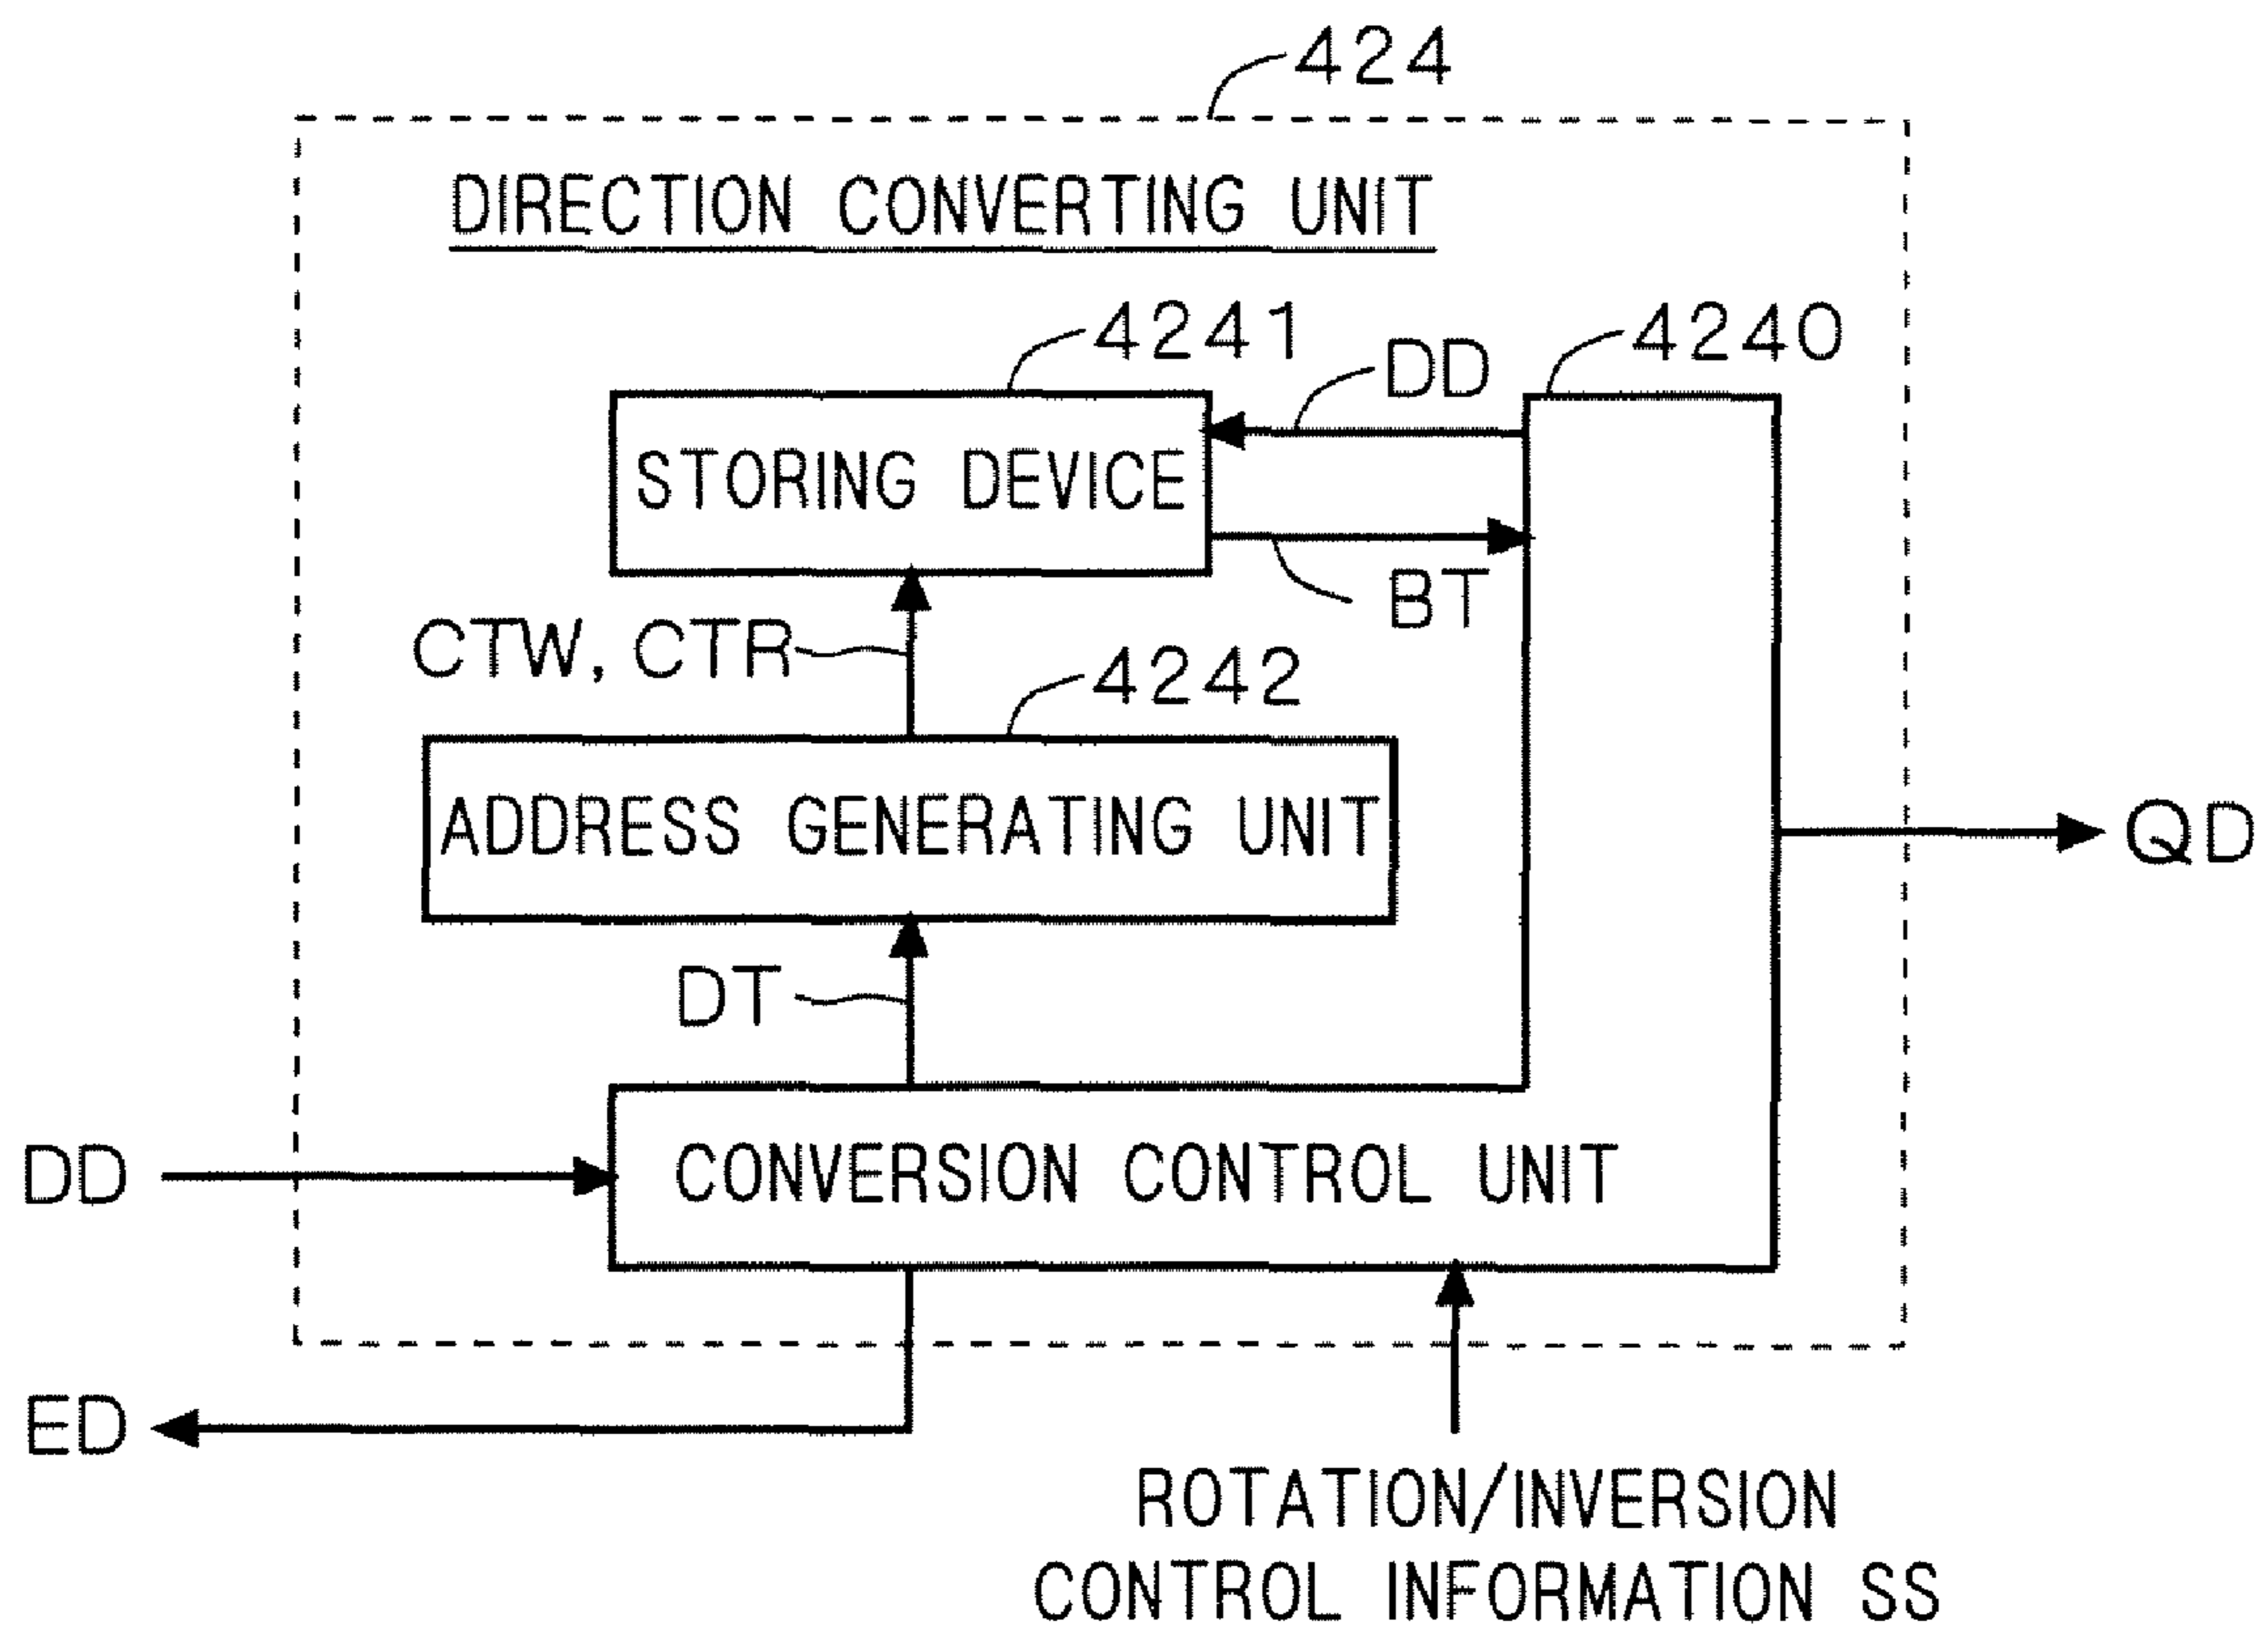 424
DIRECTION CONVERTING UNIT
4241
4240
DD
STORING DEVICE
BT
CTW, CTR
4242
ADDRESS GENERATING UNIT
QD
DT
DD
CONVERSION CONTROL UNIT
ED
ROTATION/INVERSION
CONTROL INFORMATION SS